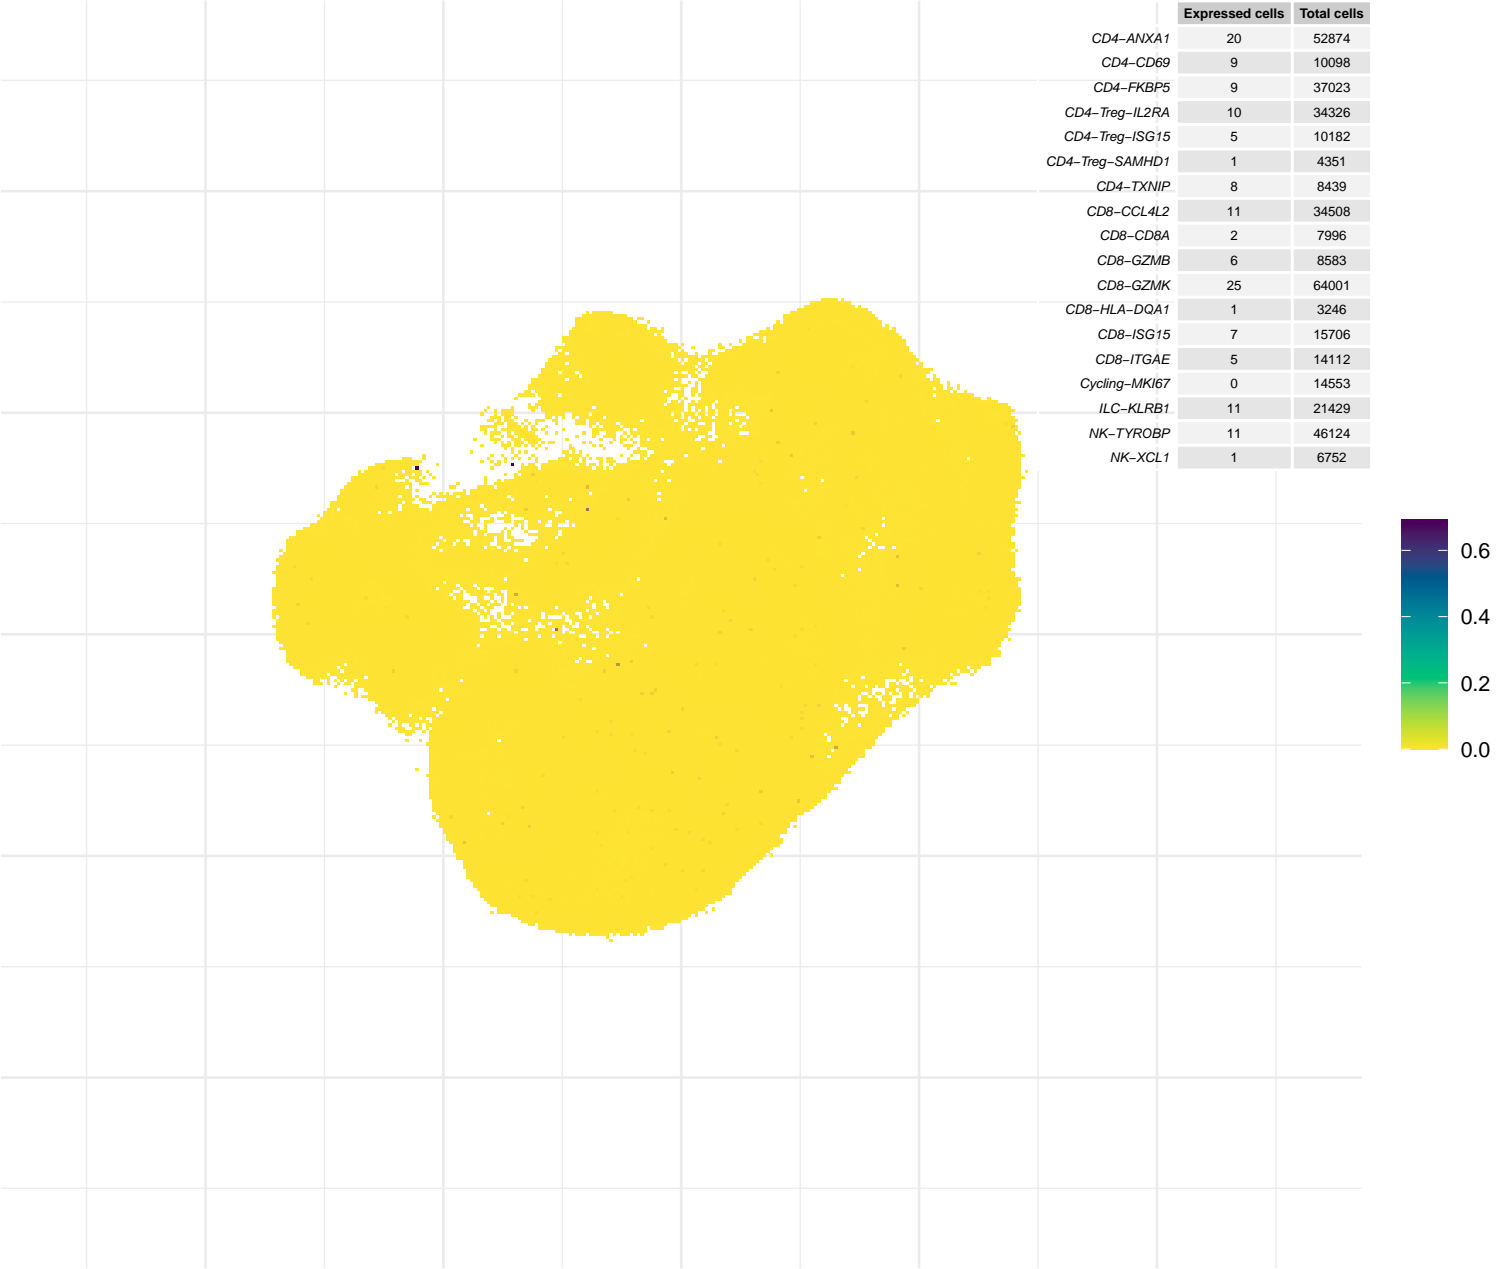 Expressed cells Total cells
CD4−ANXA1 20 52874
CD4−CD69 9 10098
CD4−FKBP5 9 37023
CD4−Treg−IL2RA 10 34326
CD4−Treg−ISG15 5 10182
CD4−Treg−SAMHD1 1 4351
CD4−TXNIP 8 8439
CD8−CCL4L2 11 34508
CD8−CD8A 2 7996
CD8−GZMB 6 8583
CD8−GZMK 25 64001
CD8−HLA−DQA1 1 3246
CD8−ISG15 7 15706
CD8−ITGAE 5 14112
Cycling−MKI67 0 14553
ILC−KLRB1 11 21429
NK−TYROBP 11 46124
NK−XCL1 1 6752
0.6
0.4
0.2
0.0